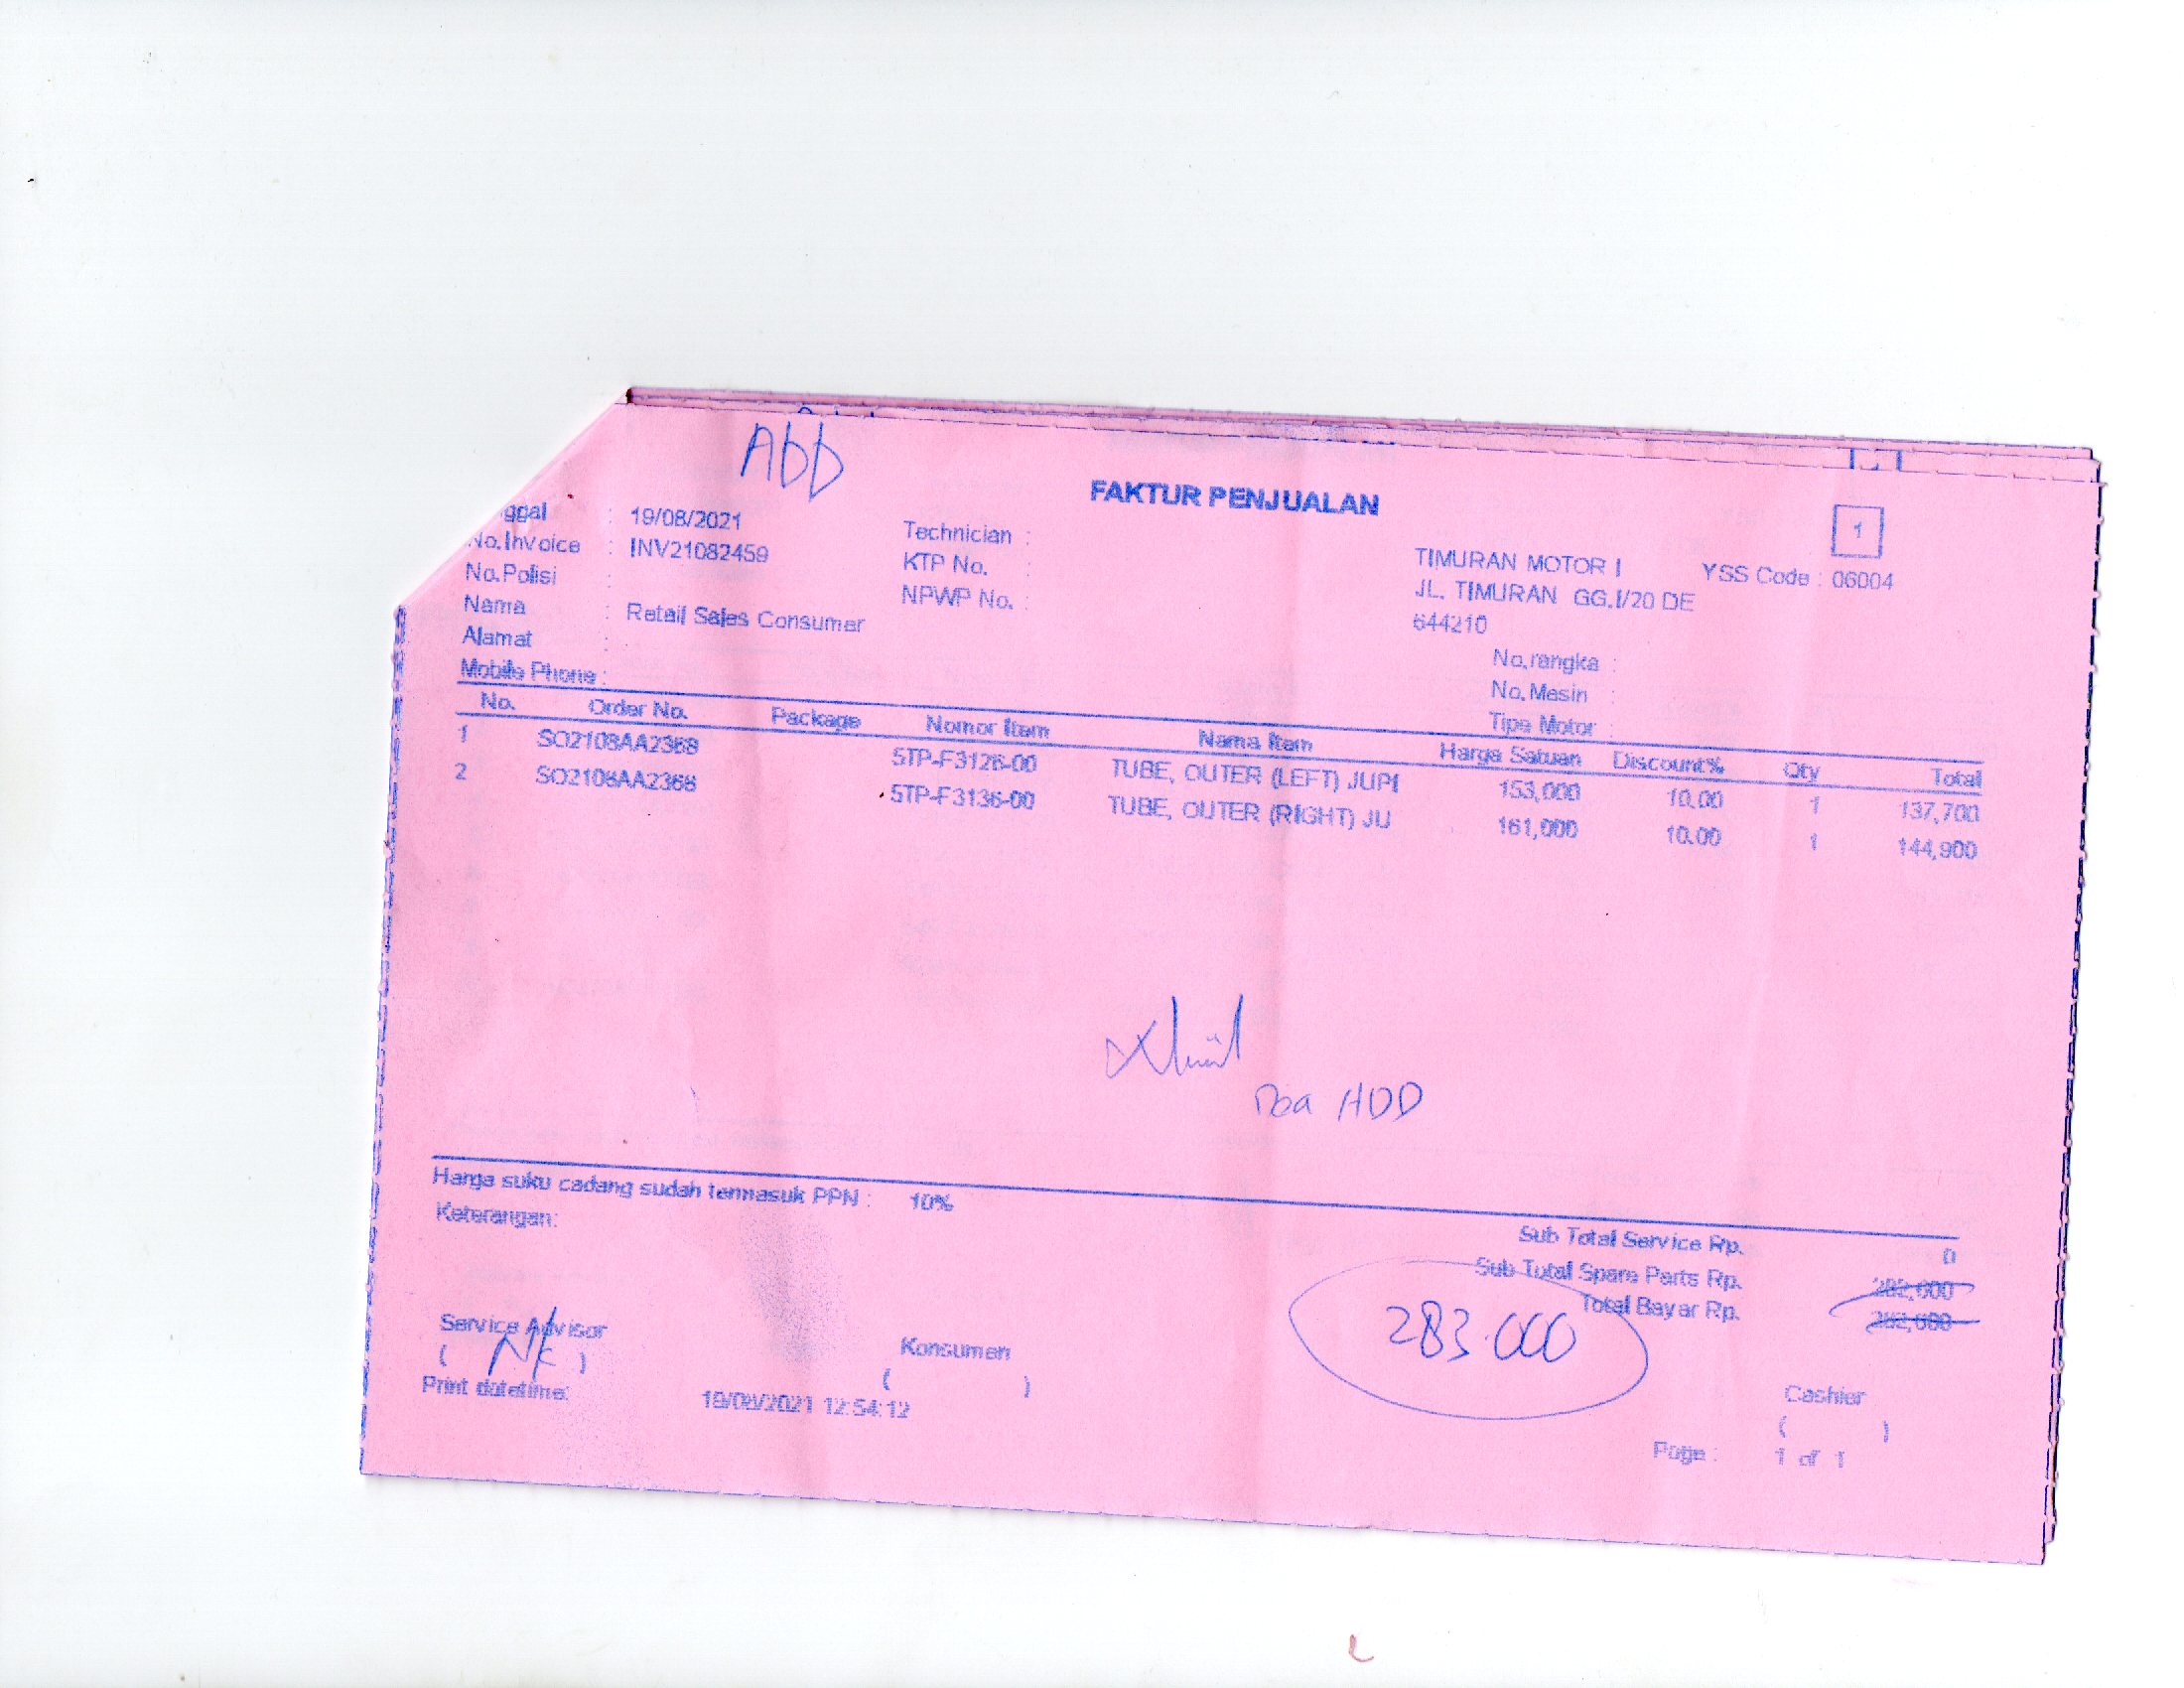 Abb
FAKTUR PENJUALAN
1
ggal : 19/08/2021
Technician :
TIMURAN MOTOR I YSS Code : 06004
No.Invoice : INV21082459
KTP No. :
JL. TIMURAN GG.I/20 DE
No.Polisi :
NPWP No. :
644210
Nama : Retail Sales Consumer
No.rangka :
Alamat :
No.Mesin :
Mobile Phone :
Tipe Motor :
No. Order No. Package Nomor Item Nama Item Harga Satuan Discount% Qty Total
1 SO2108AA2368 5TP-F3126-00 TUBE, OUTER (LEFT) JUPI 153,000 10.00 1 137,700
2 SO2108AA2368 5TP-F3136-00 TUBE, OUTER (RIGHT) JU 161,000 10.00 1 144,900
Harga suku cadang sudah termasuk PPN : 10%
Keterangan:
Sub Total Service Rp. 0
Sub Total Spare Parts Rp. 282,600
Total Bayar Rp. 282,600
283.000
Service Advisor
Konsumen
Cashier
( )
( )
( )
Print datetime: 19/08/2021 12:54:12
Page : 1 of 1